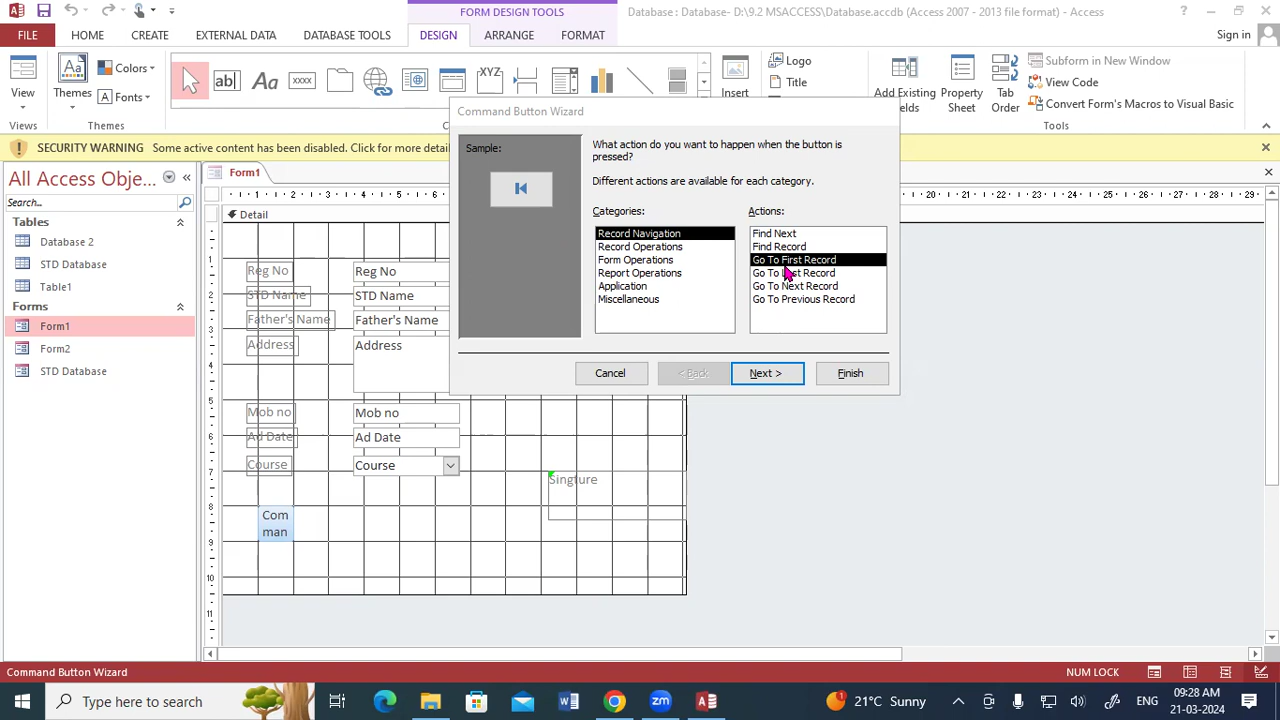 FORM DESIGN TOOLS
Database : Database- D:\9.2 MSACCESS\Database.accdb (Access 2007 - 2013 file format) - Access
FILE
HOME
CREATE
EXTERNAL DATA
DATABASE TOOLS
DESIGN
ARRANGE
FORMAT
Sign in
View
Themes
Colors
Fonts
ab|
Aa
xxxx
XYZ
Insert
Logo
Title
Add Existing
Fields
Property
Sheet
Tab
Order
Subform in New Window
View Code
Convert Form's Macros to Visual Basic
Views
Themes
Tools
SECURITY WARNING
Some active content has been disabled. Click for more detai
All Access Obje...
Search...
Tables
Database 2
STD Database
Table1
Forms
Form1
Form2
STD Database
Form1
Detail
Reg No
Reg No
STD Name
STD Name
Father's Name
Father's Name
Address
Address
Mob no
Mob no
Ad Date
Ad Date
Course
Course
Singture
Com
man
Command Button Wizard
Sample:
What action do you want to happen when the button is
pressed?
Different actions are available for each category.
Categories:
Actions:
Record Navigation
Record Operations
Form Operations
Report Operations
Application
Miscellaneous
Find Next
Find Record
Go To First Record
Go To Last Record
Go To Next Record
Go To Previous Record
Cancel
< Back
Next >
Finish
Command Button Wizard
NUM LOCK
Type here to search
21°C Sunny
ENG
09:28 AM
21-03-2024